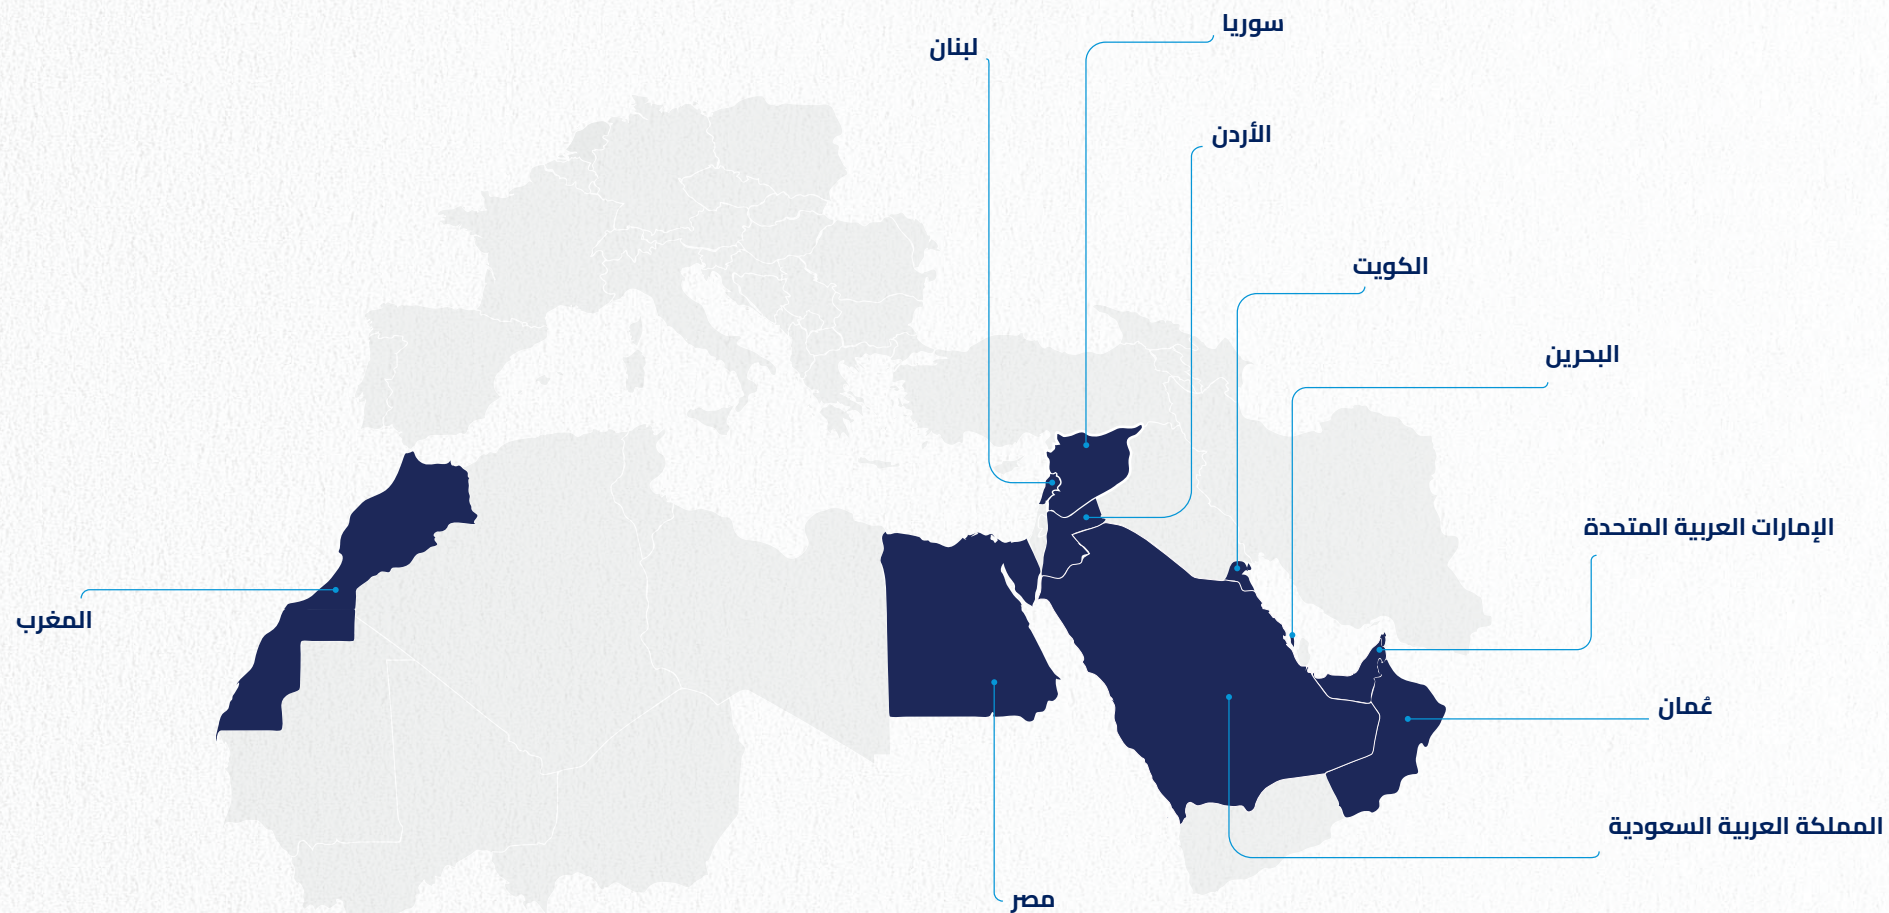 سوريا
لبنان
الأردن
الكويت
البحرين
الإمارات العربية المتحدة
المغرب
عُمان
المملكة العربية السعودية
مصر